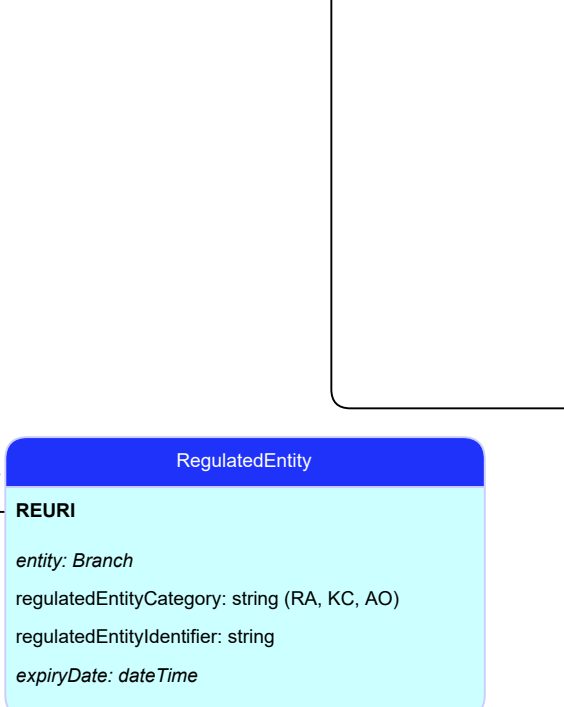 RegulatedEntity
REURI
entity: Branch
regulatedEntityCategory: string (RA, KC, AO)
regulatedEntityIdentifier: string
expiryDate: dateTime